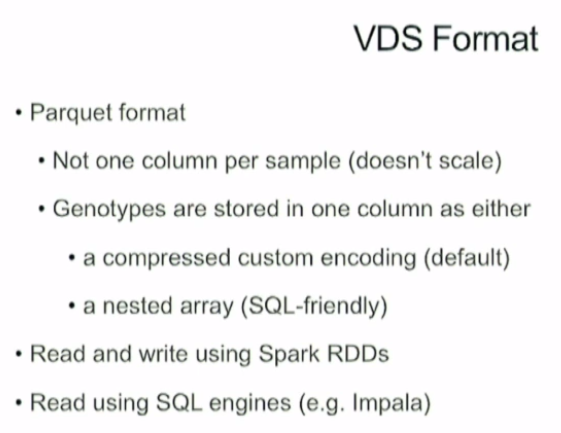 VDS Format
• Parquet format
• Not one column per sample (doesn't scale)
• Genotypes are stored in one column as either
• a compressed custom encoding (default)
• a nested array (SQL-friendly)
• Read and write using Spark RDDs
• Read using SQL engines (e.g. Impala)